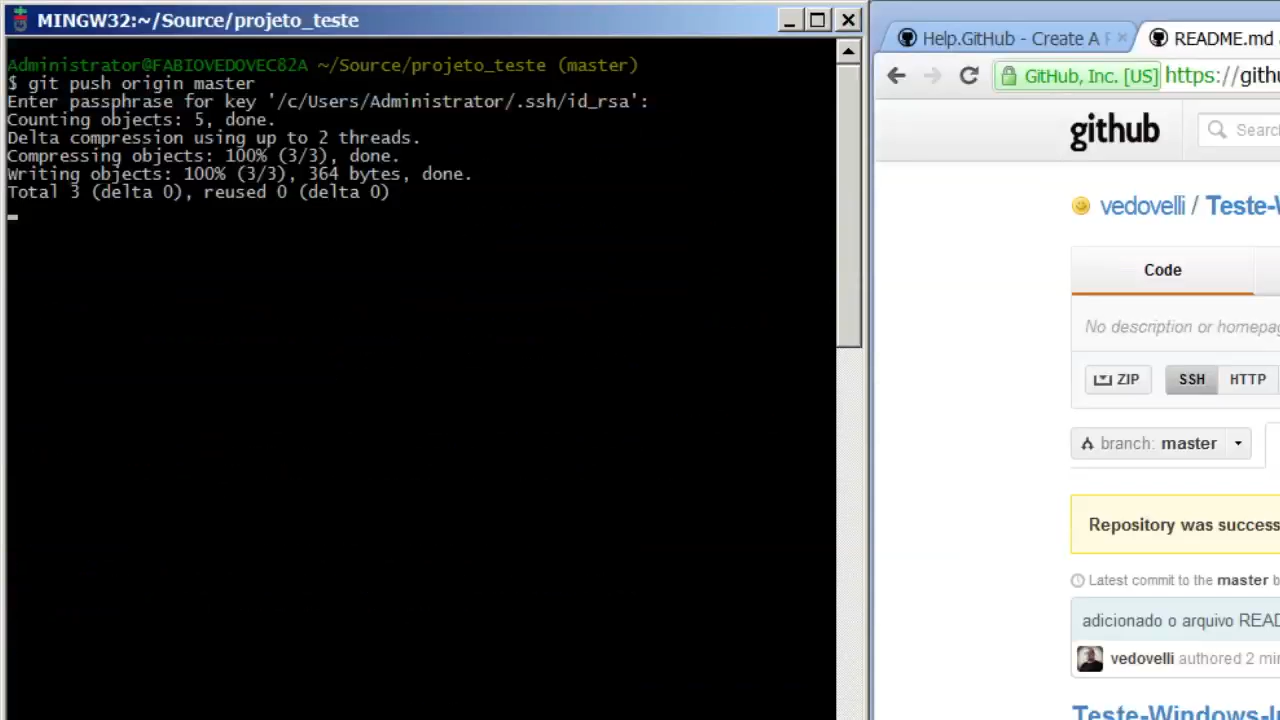 MINGW32:~/Source/projeto_teste
Administrator@FABIOVEDOVEC82A ~/Source/projeto_teste (master)
$ git push origin master
Enter passphrase for key '/c/Users/Administrator/.ssh/id_rsa':
Counting objects: 5, done.
Delta compression using up to 2 threads.
Compressing objects: 100% (3/3), done.
Writing objects: 100% (3/3), 364 bytes, done.
Total 3 (delta 0), reused 0 (delta 0)
Help.GitHub - Create A
README.md
GitHub, Inc. [US] https://githu
github
Search
vedovelli / Teste-W
Code
No description or homepag
ZIP SSH HTTP
branch: master
Repository was success
Latest commit to the master b
adicionado o arquivo READ
vedovelli authored 2 min
Teste-Windows-I